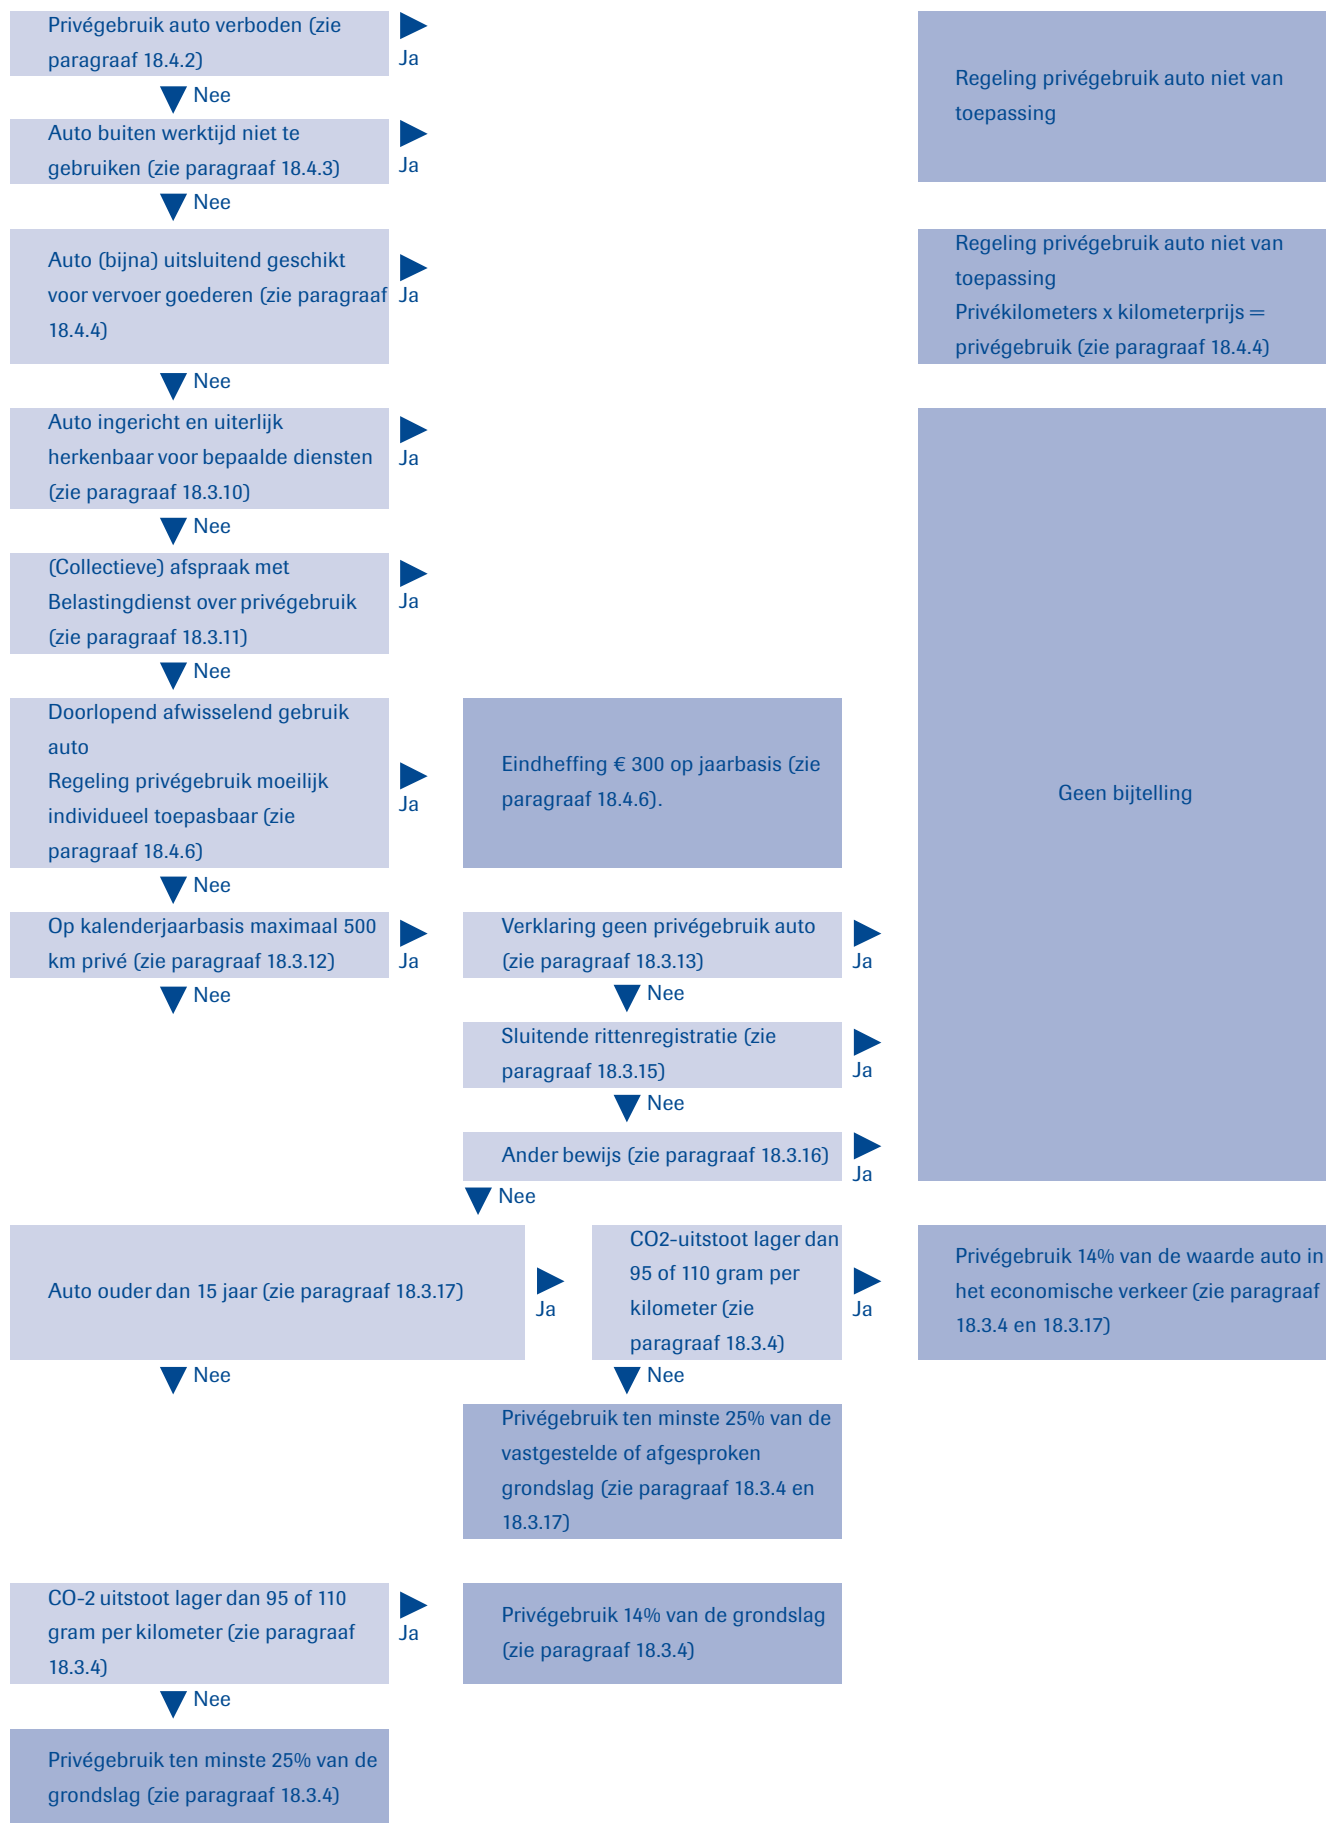 Privégebruik auto verboden (zie
paragraaf 18.4.2)
Ja
Regeling privégebruik auto niet van
toepassing
Nee
Auto buiten werktijd niet te
gebruiken (zie paragraaf 18.4.3)
Ja
Nee
Auto (bijna) uitsluitend geschikt
voor vervoer goederen (zie paragraaf
18.4.4)
Ja
Regeling privégebruik auto niet van
toepassing
Privékilometers x kilometerprijs =
privégebruik (zie paragraaf 18.4.4)
Nee
Auto ingericht en uiterlijk
herkenbaar voor bepaalde diensten
(zie paragraaf 18.3.10)
Ja
Nee
(Collectieve) afspraak met
Belastingdienst over privégebruik
(zie paragraaf 18.3.11)
Ja
Nee
Doorlopend afwisselend gebruik
auto
Regeling privégebruik moeilijk
individueel toepasbaar (zie
paragraaf 18.4.6)
Ja
Eindheffing € 300 op jaarbasis (zie
paragraaf 18.4.6).
Geen bijtelling
Nee
Op kalenderjaarbasis maximaal 500
km privé (zie paragraaf 18.3.12)
Ja
Verklaring geen privégebruik auto
(zie paragraaf 18.3.13)
Ja
Nee
Nee
Sluitende rittenregistratie (zie
paragraaf 18.3.15)
Ja
Nee
Ander bewijs (zie paragraaf 18.3.16)
Ja
Nee
Auto ouder dan 15 jaar (zie paragraaf 18.3.17)
Ja
CO2-uitstoot lager dan
95 of 110 gram per
kilometer (zie
paragraaf 18.3.4)
Ja
Privégebruik 14% van de waarde auto in
het economische verkeer (zie paragraaf
18.3.4 en 18.3.17)
Nee
Nee
Privégebruik ten minste 25% van de
vastgestelde of afgesproken
grondslag (zie paragraaf 18.3.4 en
18.3.17)
CO-2 uitstoot lager dan 95 of 110
gram per kilometer (zie paragraaf
18.3.4)
Ja
Privégebruik 14% van de grondslag
(zie paragraaf 18.3.4)
Nee
Privégebruik ten minste 25% van de
grondslag (zie paragraaf 18.3.4)